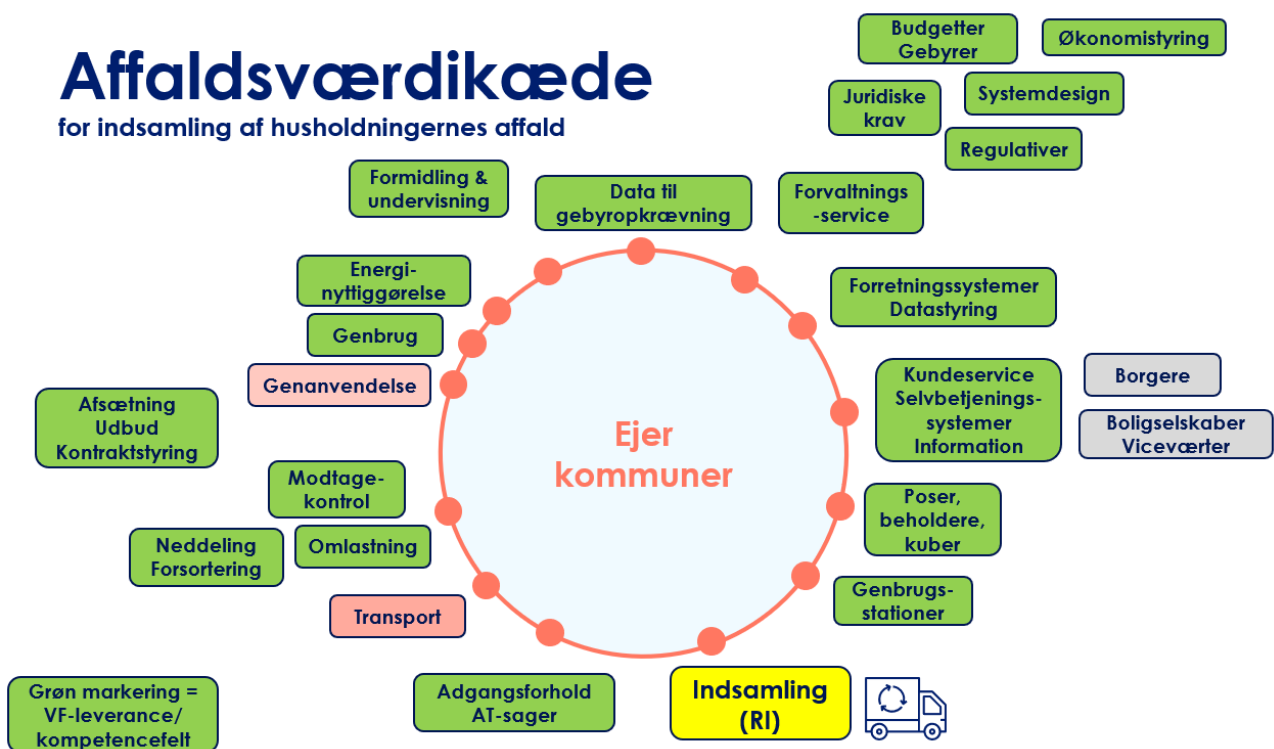 Affaldsværdikæde
for indsamling af husholdningernes affald
Budgetter
Gebyrer
Økonomistyring
Juridiske
krav
Systemdesign
Regulativer
Formidling &
undervisning
Data til
gebyropkrævning
Forvaltnings
-service
Energi-
nyttiggørelse
Forretningssystemer
Datastyring
Genbrug
Genanvendelse
Kundeservice
Selvbetjenings-
systemer
Information
Borgere
Boligselskaber
Viceværter
Afsætning
Udbud
Kontraktstyring
Ejer
kommuner
Modtage-
kontrol
Poser,
beholdere,
kuber
Neddeling
Forsortering
Omlastning
Genbrugs-
stationer
Transport
Adgangsforhold
AT-sager
Indsamling
(RI)
Grøn markering =
VF-leverance/
kompetencefelt